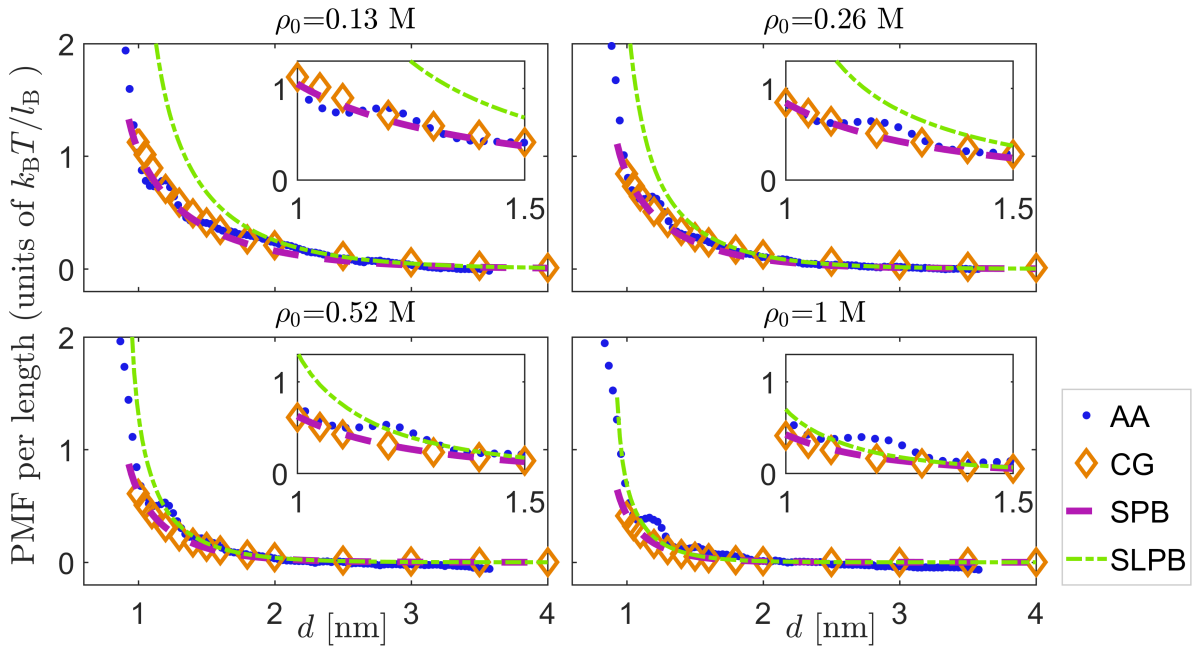 ρ₀=0.13 M
ρ₀=0.26 M
PMF per length (units of k_BT/l_B)
2
1
0
1
0
1
1.5
1
0
1
1.5
ρ₀=0.52 M
ρ₀=1 M
2
1
0
1
0
1
1.5
1
0
1
1.5
1
2
3
4
d [nm]
1
2
3
4
d [nm]
AA
CG
SPB
SLPB